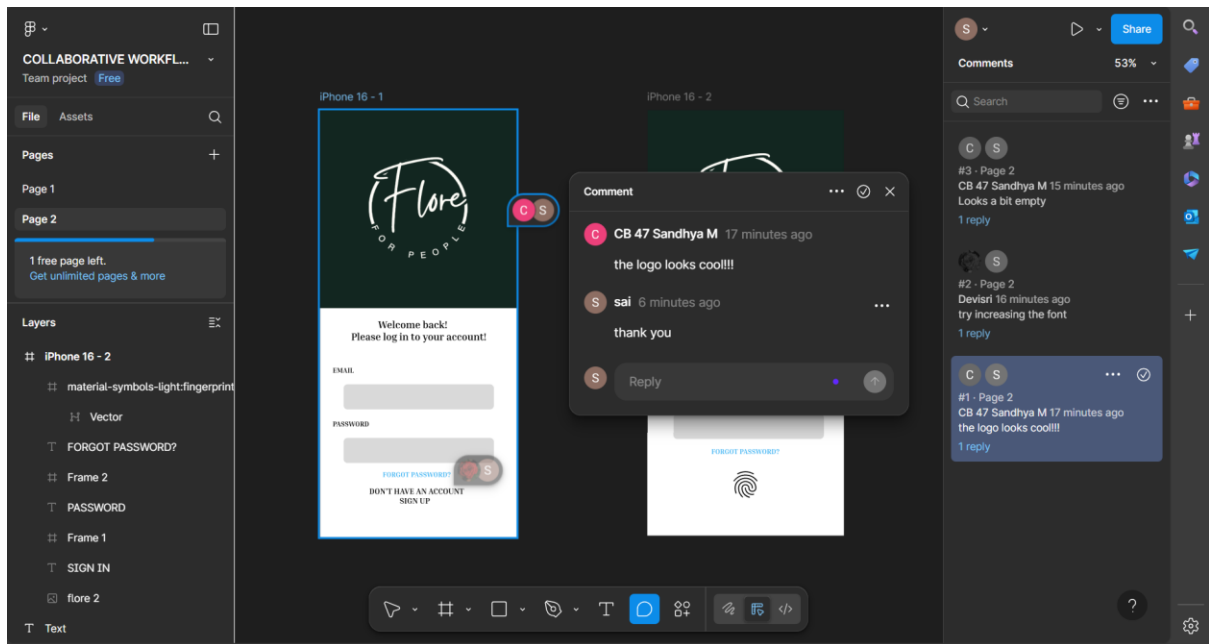 COLLABORATIVE WORKFL...
Team project Free
File Assets
Pages
Page 1
Page 2
1 free page left.
Get unlimited pages & more
Layers
iPhone 16 - 2
material-symbols-light:fingerprint
Vector
FORGOT PASSWORD?
Frame 2
PASSWORD
Frame 1
SIGN IN
flore 2
Text
iPhone 16 - 1
Flore
FOR PEOPLE
C S
Welcome back!
Please log in to your account!
EMAIL
PASSWORD
FORGOT PASSWORD?
S
DON'T HAVE AN ACCOUNT
SIGN UP
iPhone 16 - 2
Comment
C CB 47 Sandhya M 17 minutes ago
the logo looks cool!!!
S sai 6 minutes ago
thank you
S Reply
FORGOT PASSWORD?
S Share
Comments 53%
Search
C S
#3 - Page 2
CB 47 Sandhya M 15 minutes ago
Looks a bit empty
1 reply
S
#2 - Page 2
Devisri 16 minutes ago
try increasing the font
1 reply
C S
#1 - Page 2
CB 47 Sandhya M 17 minutes ago
the logo looks cool!!!
1 reply
?